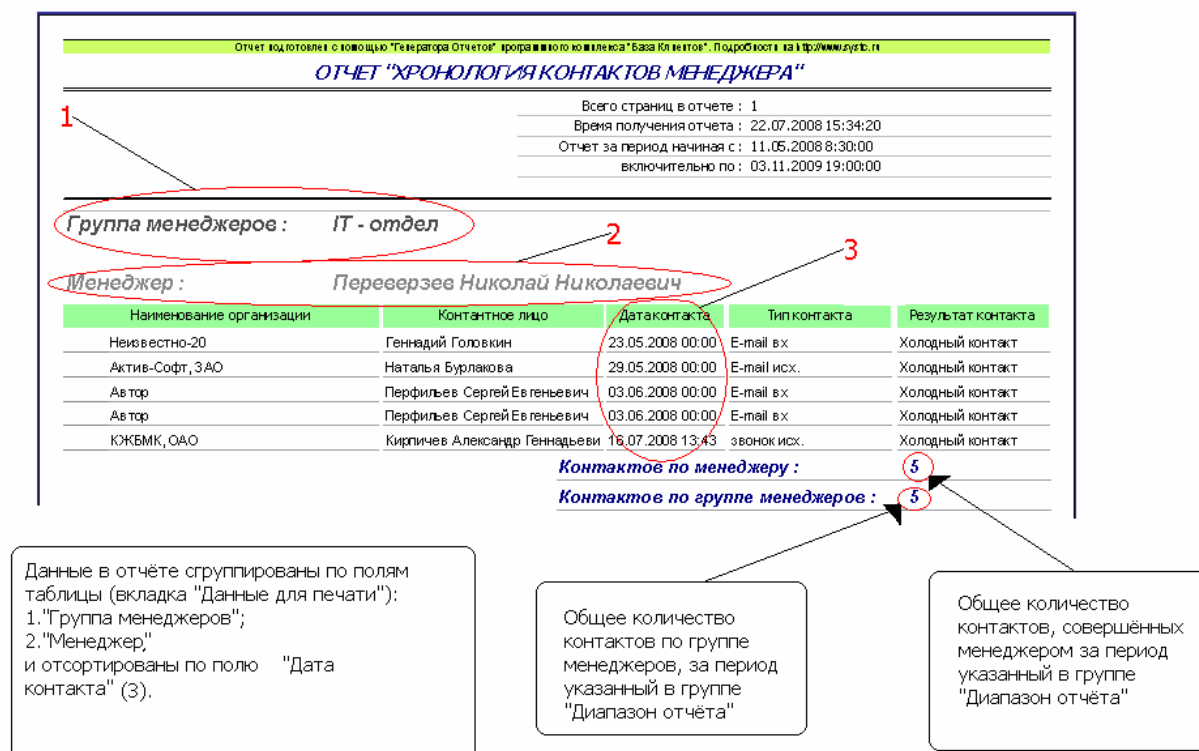 Отчет подготовлен с помощью "Генератора Отчетов" программного комплекса "База Клиентов". Подробности на http://www.systc.ru
ОТЧЕТ "ХРОНОЛОГИЯ КОНТАКТОВ МЕНЕДЖЕРА"
Всего страниц в отчете : 1
1
Время получения отчета : 22.07.2008 15:34:20
Отчет за период начиная с : 11.05.2008 8:30:00
включительно по : 03.11.2009 19:00:00
Группа менеджеров : IT - отдел
2
3
Менеджер : Переверзев Николай Николаевич
Наименование организации Контантное лицо Дата контакта Тип контакта Результат контакта
Неизвестно-20 Геннадий Головкин 23.05.2008 00:00 E-mail вх Холодный контакт
Актив-Софт, ЗАО Наталья Бурлакова 29.05.2008 00:00 E-mail исх. Холодный контакт
Автор Перфильев Сергей Евгеньевич 03.06.2008 00:00 E-mail вх Холодный контакт
Автор Перфильев Сергей Евгеньевич 03.06.2008 00:00 E-mail вх Холодный контакт
КЖБМК, ОАО Кирпичев Александр Геннадьеви 16.07.2008 13:43 звонок исх. Холодный контакт
Контактов по менеджеру : 5
Контактов по группе менеджеров : 5
Данные в отчёте сгруппированы по полям
таблицы (вкладка "Данные для печати"):
1."Группа менеджеров";
2."Менеджер,"
и отсортированы по полю "Дата
контакта" (3).
Общее количество
контактов по группе
менеджеров, за период
указанный в группе
"Диапазон отчёта"
Общее количество
контактов, совершённых
менеджером за период
указанный в группе
"Диапазон отчёта"